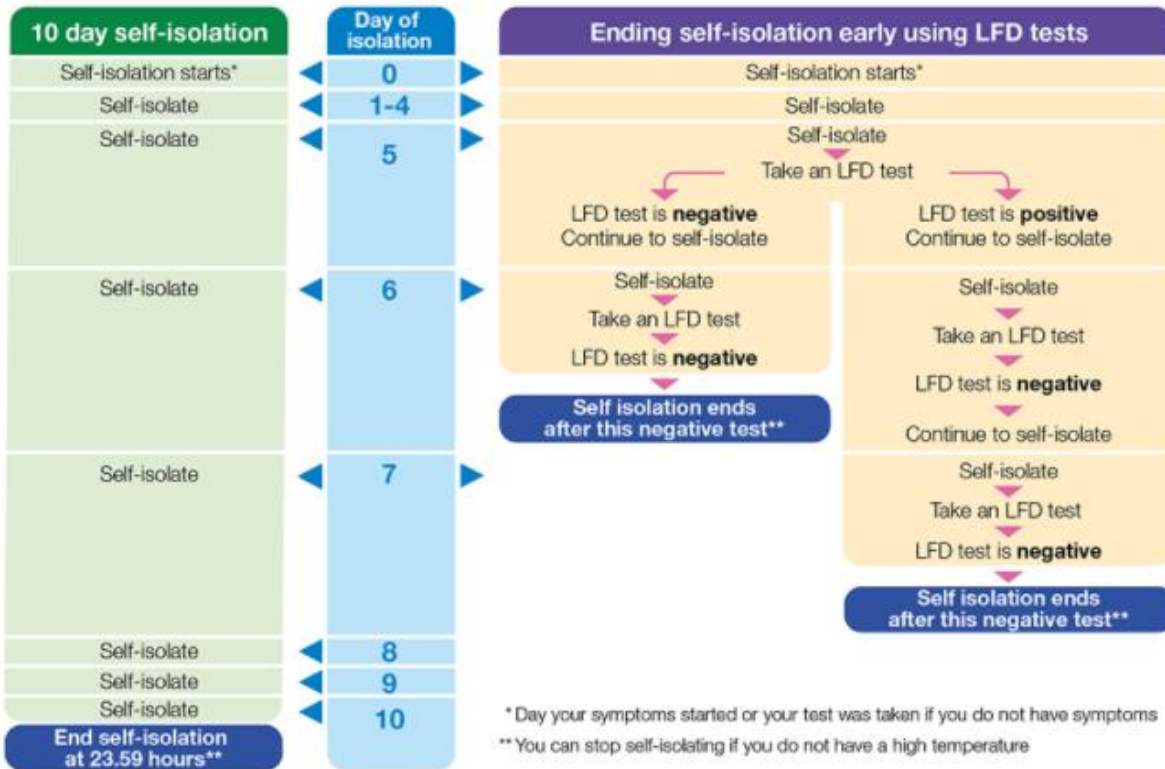 10 day self-isolation
Self-isolation starts*
Self-isolate
Self-isolate
Self-isolate
Self-isolate
Self-isolate
Self-isolate
Self-isolate
End self-isolation
at 23.59 hours**
Day of
isolation
0
1-4
5
6
7
8
9
10
Ending self-isolation early using LFD tests
Self-isolation starts*
Self-isolate
Self-isolate
Take an LFD test
LFD test is negative
Continue to self-isolate
Self-isolate
Take an LFD test
LFD test is negative
Self isolation ends
after this negative test**
LFD test is positive
Continue to self-isolate
Self-isolate
Take an LFD test
LFD test is negative
Continue to self-isolate
Self-isolate
Take an LFD test
LFD test is negative
Self isolation ends
after this negative test**
* Day your symptoms started or your test was taken if you do not have symptoms
** You can stop self-isolating if you do not have a high temperature